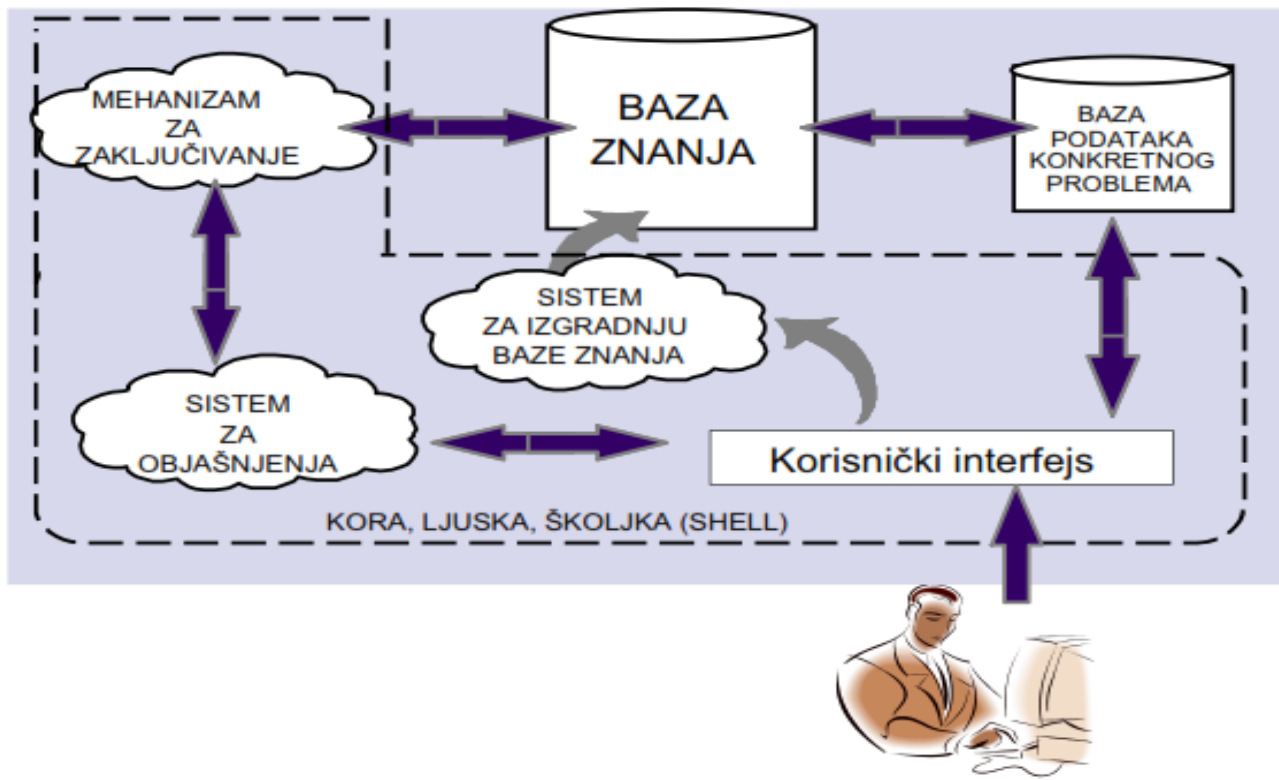 MEHANIZAM
ZA
ZAKLJUČIVANJE
BAZA
ZNANJA
BAZA
PODATAKA
KONKRETNOG
PROBLEMA
SISTEM
ZA IZGRADNJU
BAZE ZNANJA
SISTEM
ZA
OBJAŠNJENJA
Korisnički interfejs
KORA, LJUSKA, ŠKOLJKA (SHELL)